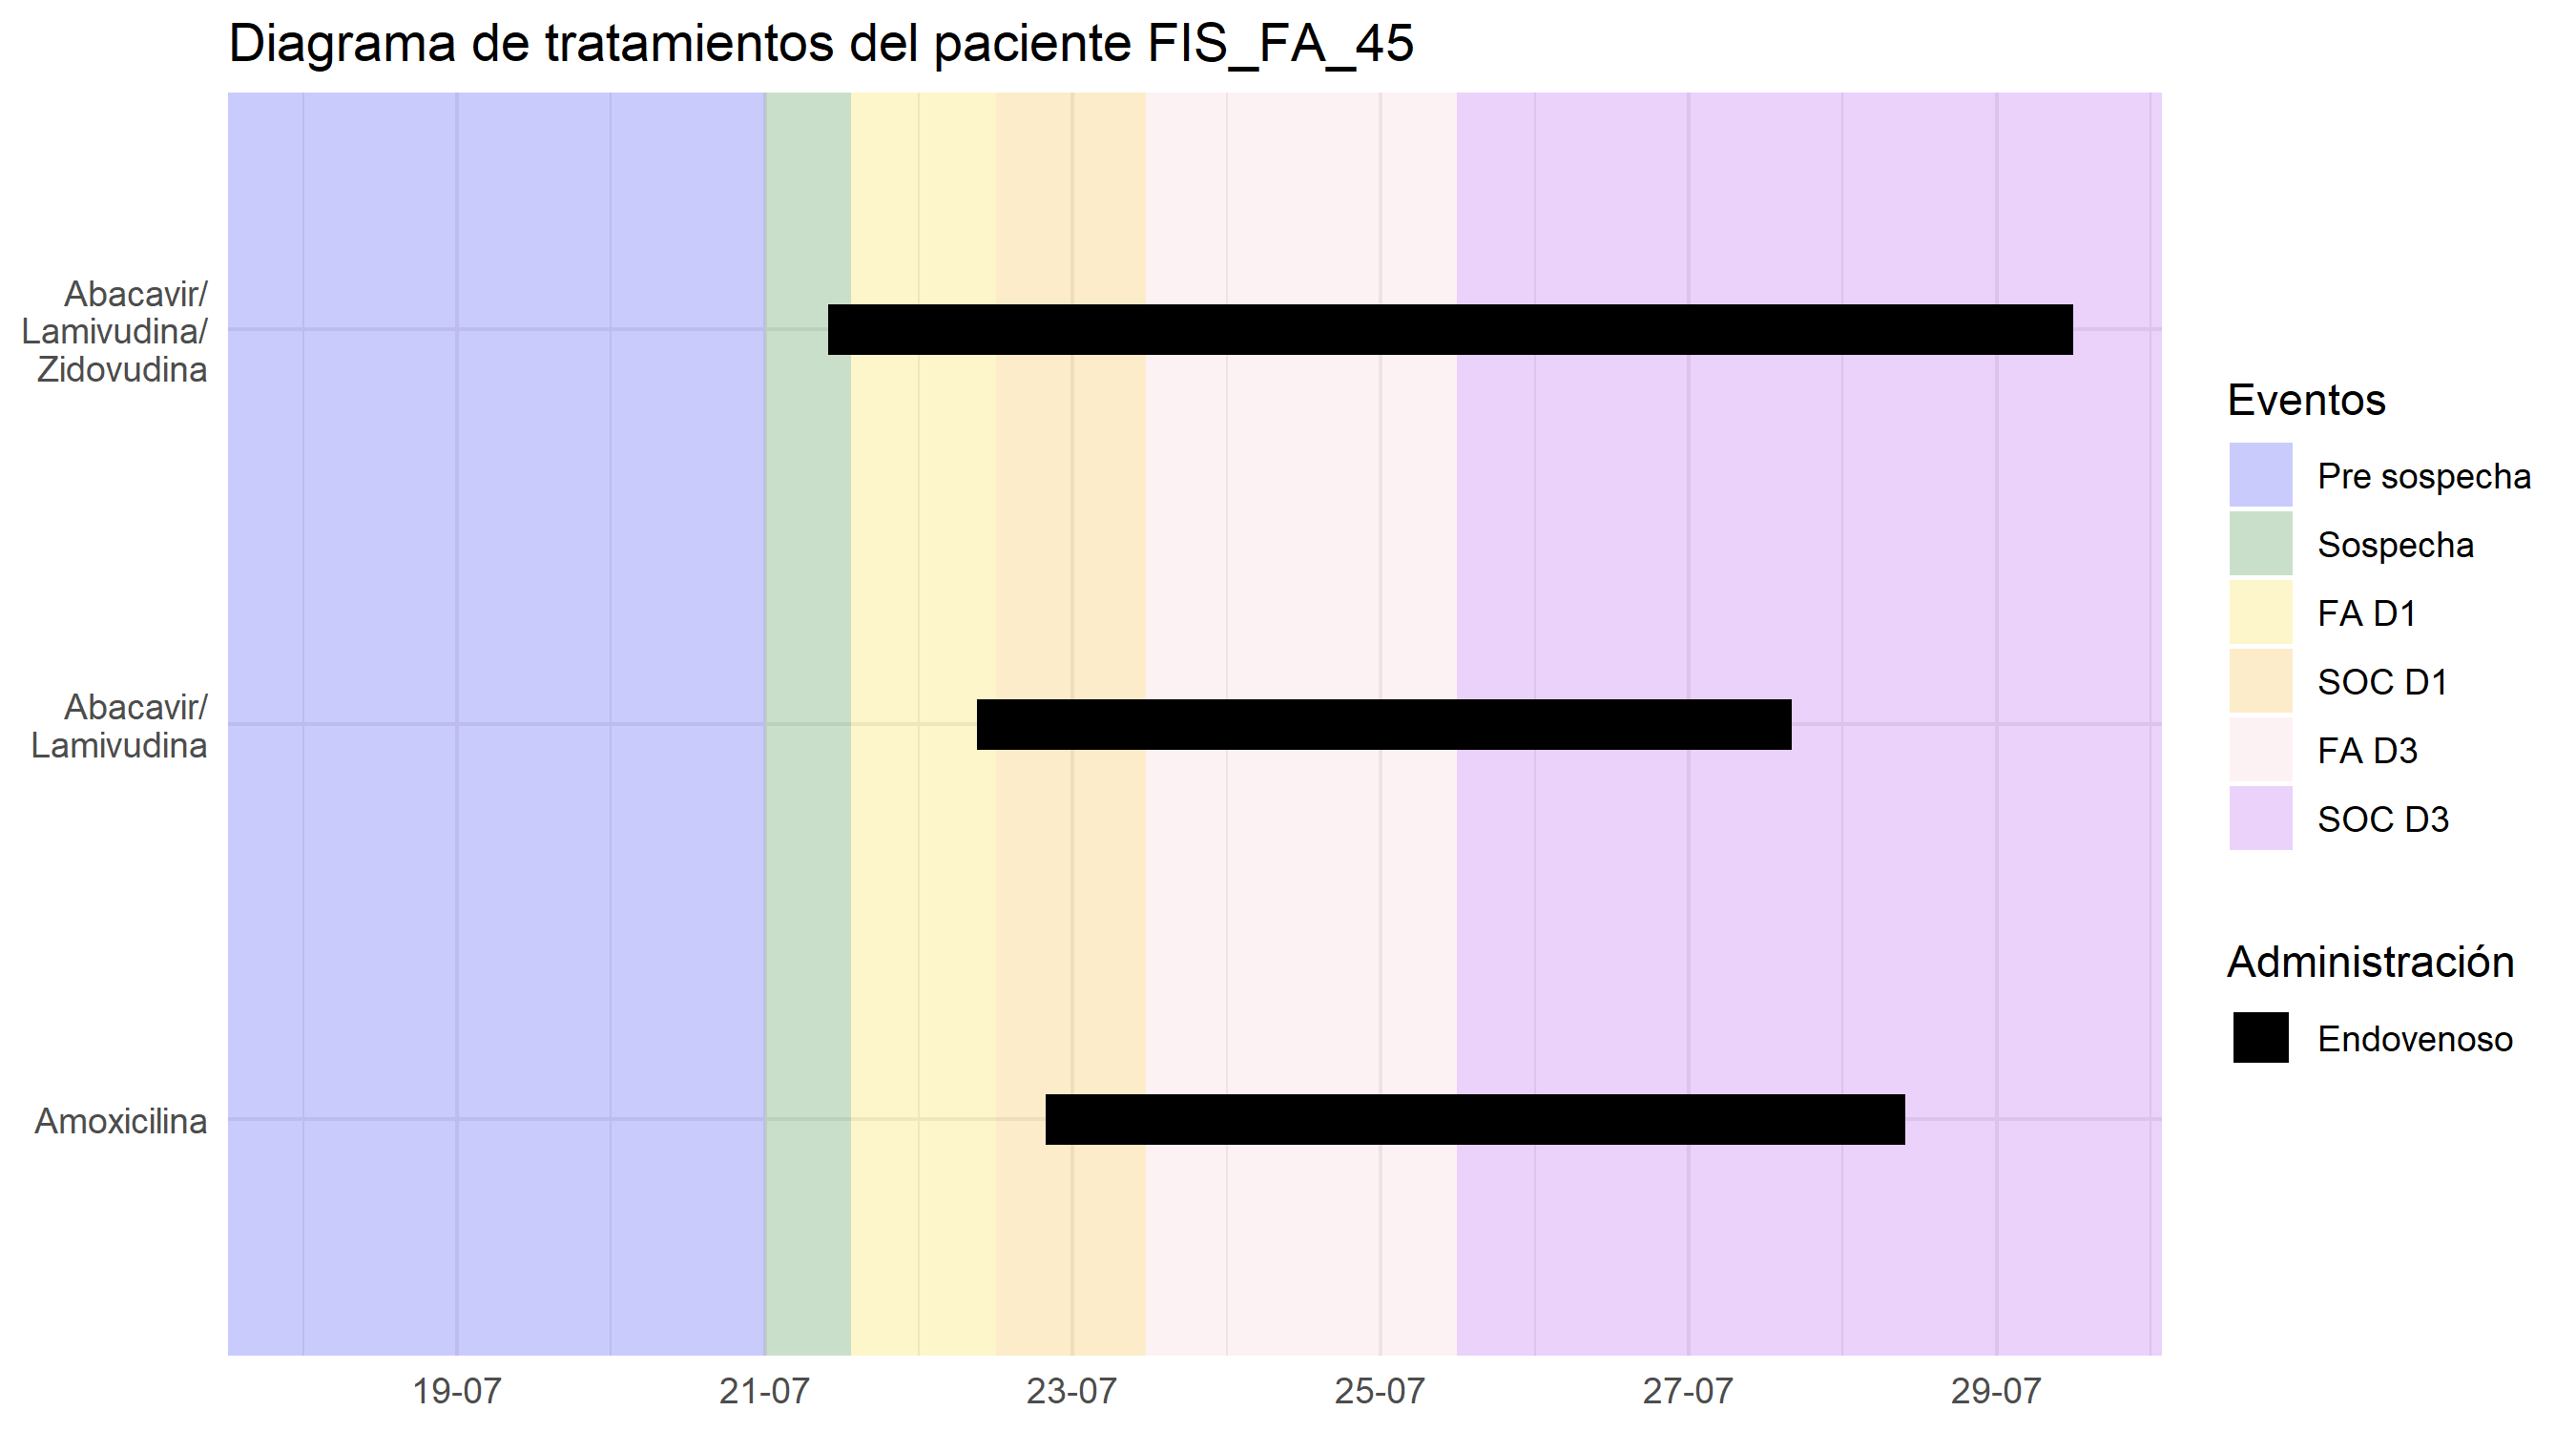 Diagrama de tratamientos del paciente FIS_FA_45
Abacavir/
Lamivudina/
Zidovudina
Abacavir/
Lamivudina
Amoxicilina
19-07
21-07
23-07
25-07
27-07
29-07
Eventos
Pre sospecha
Sospecha
FA D1
SOC D1
FA D3
SOC D3
Administración
Endovenoso